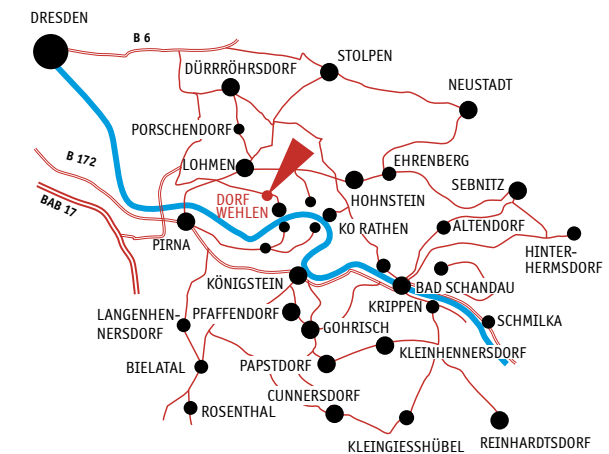 DRESDEN
B 6
STOLPEN
DÜRRRÖHRSDORF
NEUSTADT
PORSCHENDORF
B 172
LOHMEN
EHRENBERG
SEBNITZ
BAB 17
DORF
WEHLEN
HOHNSTEIN
KO RATHEN
ALTENDORF
PIRNA
HINTER-
HERMSDORF
KÖNIGSTEIN
BAD SCHANDAU
LANGENHEN-
NERSDORF
PFAFFENDORF
KRIPPEN
GOHRISCH
SCHMILKA
KLEINHENNERSDORF
BIELATAL
PAPSTDORF
CUNNERSDORF
ROSENTHAL
KLEINGIESSHÜBEL
REINHARDTSDORF